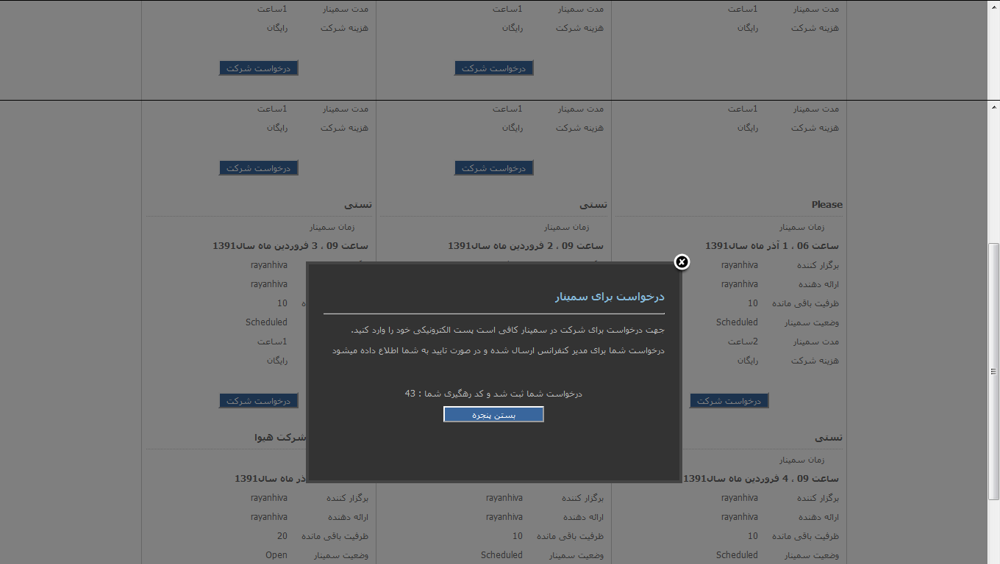 مدت سمینار 1ساعت مدت سمینار 1ساعت مدت سمینار 1ساعت
هزینه شرکت رایگان هزینه شرکت رایگان هزینه شرکت رایگان
درخواست شرکت درخواست شرکت
مدت سمینار 1ساعت مدت سمینار 1ساعت مدت سمینار 1ساعت
هزینه شرکت رایگان هزینه شرکت رایگان هزینه شرکت رایگان
درخواست شرکت درخواست شرکت
Please تستی تستی
زمان سمینار زمان سمینار زمان سمینار
ساعت 06 ، 1 آذر ماه سال1391 ساعت 09 ، 2 فروردین ماه سال1391 ساعت 09 ، 3 فروردین ماه سال1391
برگزار کننده rayanhiva rayanhiva
ارائه دهنده rayanhiva rayanhiva
ظرفیت باقی مانده 10 10
وضعیت سمینار Scheduled Scheduled
مدت سمینار 2ساعت 1ساعت
هزینه شرکت رایگان رایگان
درخواست شرکت درخواست شرکت
درخواست برای سمینار
جهت درخواست برای شرکت در سمینار کافی است پست الکترونیکی خود را وارد کنید.
درخواست شما برای مدیر کنفرانس ارسال شده و در صورت تایید به شما اطلاع داده میشود
درخواست شما ثبت شد و کد رهگیری شما : 43
بستن پنجره
تستی شرکت هیوا
زمان سمینار
ساعت 09 ، 4 فروردین ماه سال1391 ماه سال1391
برگزار کننده rayanhiva برگزار کننده rayanhiva برگزار کننده rayanhiva
ارائه دهنده rayanhiva ارائه دهنده rayanhiva ارائه دهنده rayanhiva
ظرفیت باقی مانده 10 ظرفیت باقی مانده 10 ظرفیت باقی مانده 20
وضعیت سمینار Scheduled وضعیت سمینار Scheduled وضعیت سمینار Open